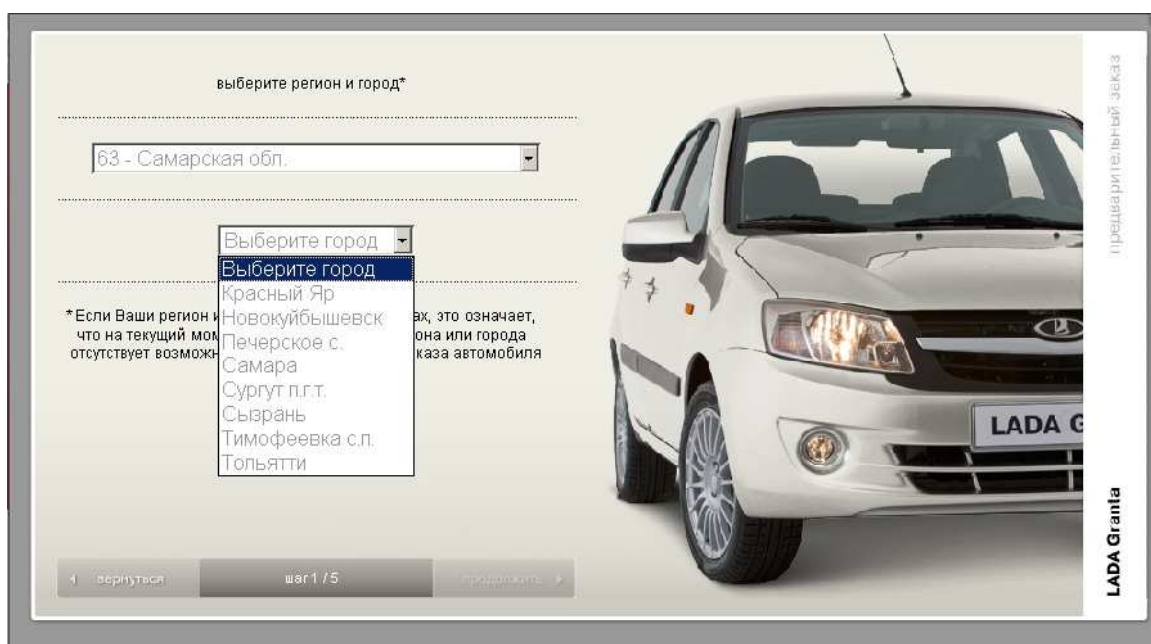 выберите регион и город*
63 - Самарская обл.
Выберите город
Выберите город
Красный Яр
Новокуйбышевск
Печерское с.
Самара
Сургут п.г.т.
Сызрань
Тимофеевка с.п.
Тольятти
*Если Ваши регион и ах, это означает,
что на текущий мом она или города
отсутствует возможн каза автомобиля
вернуться
шаг 1 / 5
продолжить
предварительный заказ
LADA Granta
LADA G